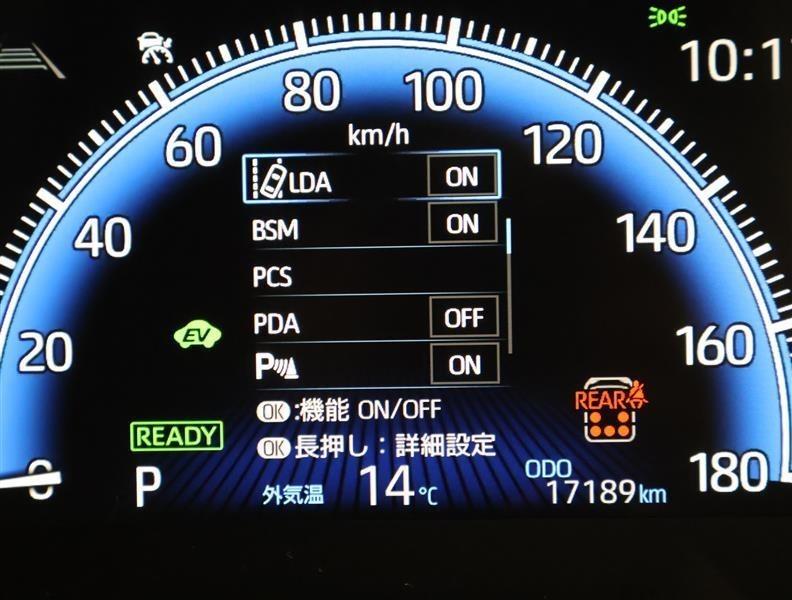 10:1
80 100
km/h
60 120
LDA ON
BSM ON
40 140
PCS
PDA OFF
EV
20 160
P ON
REAR
OK:機能 ON/OFF
READY
OK長押し：詳細設定
0 180
P
外気温 14℃
ODO
17189km